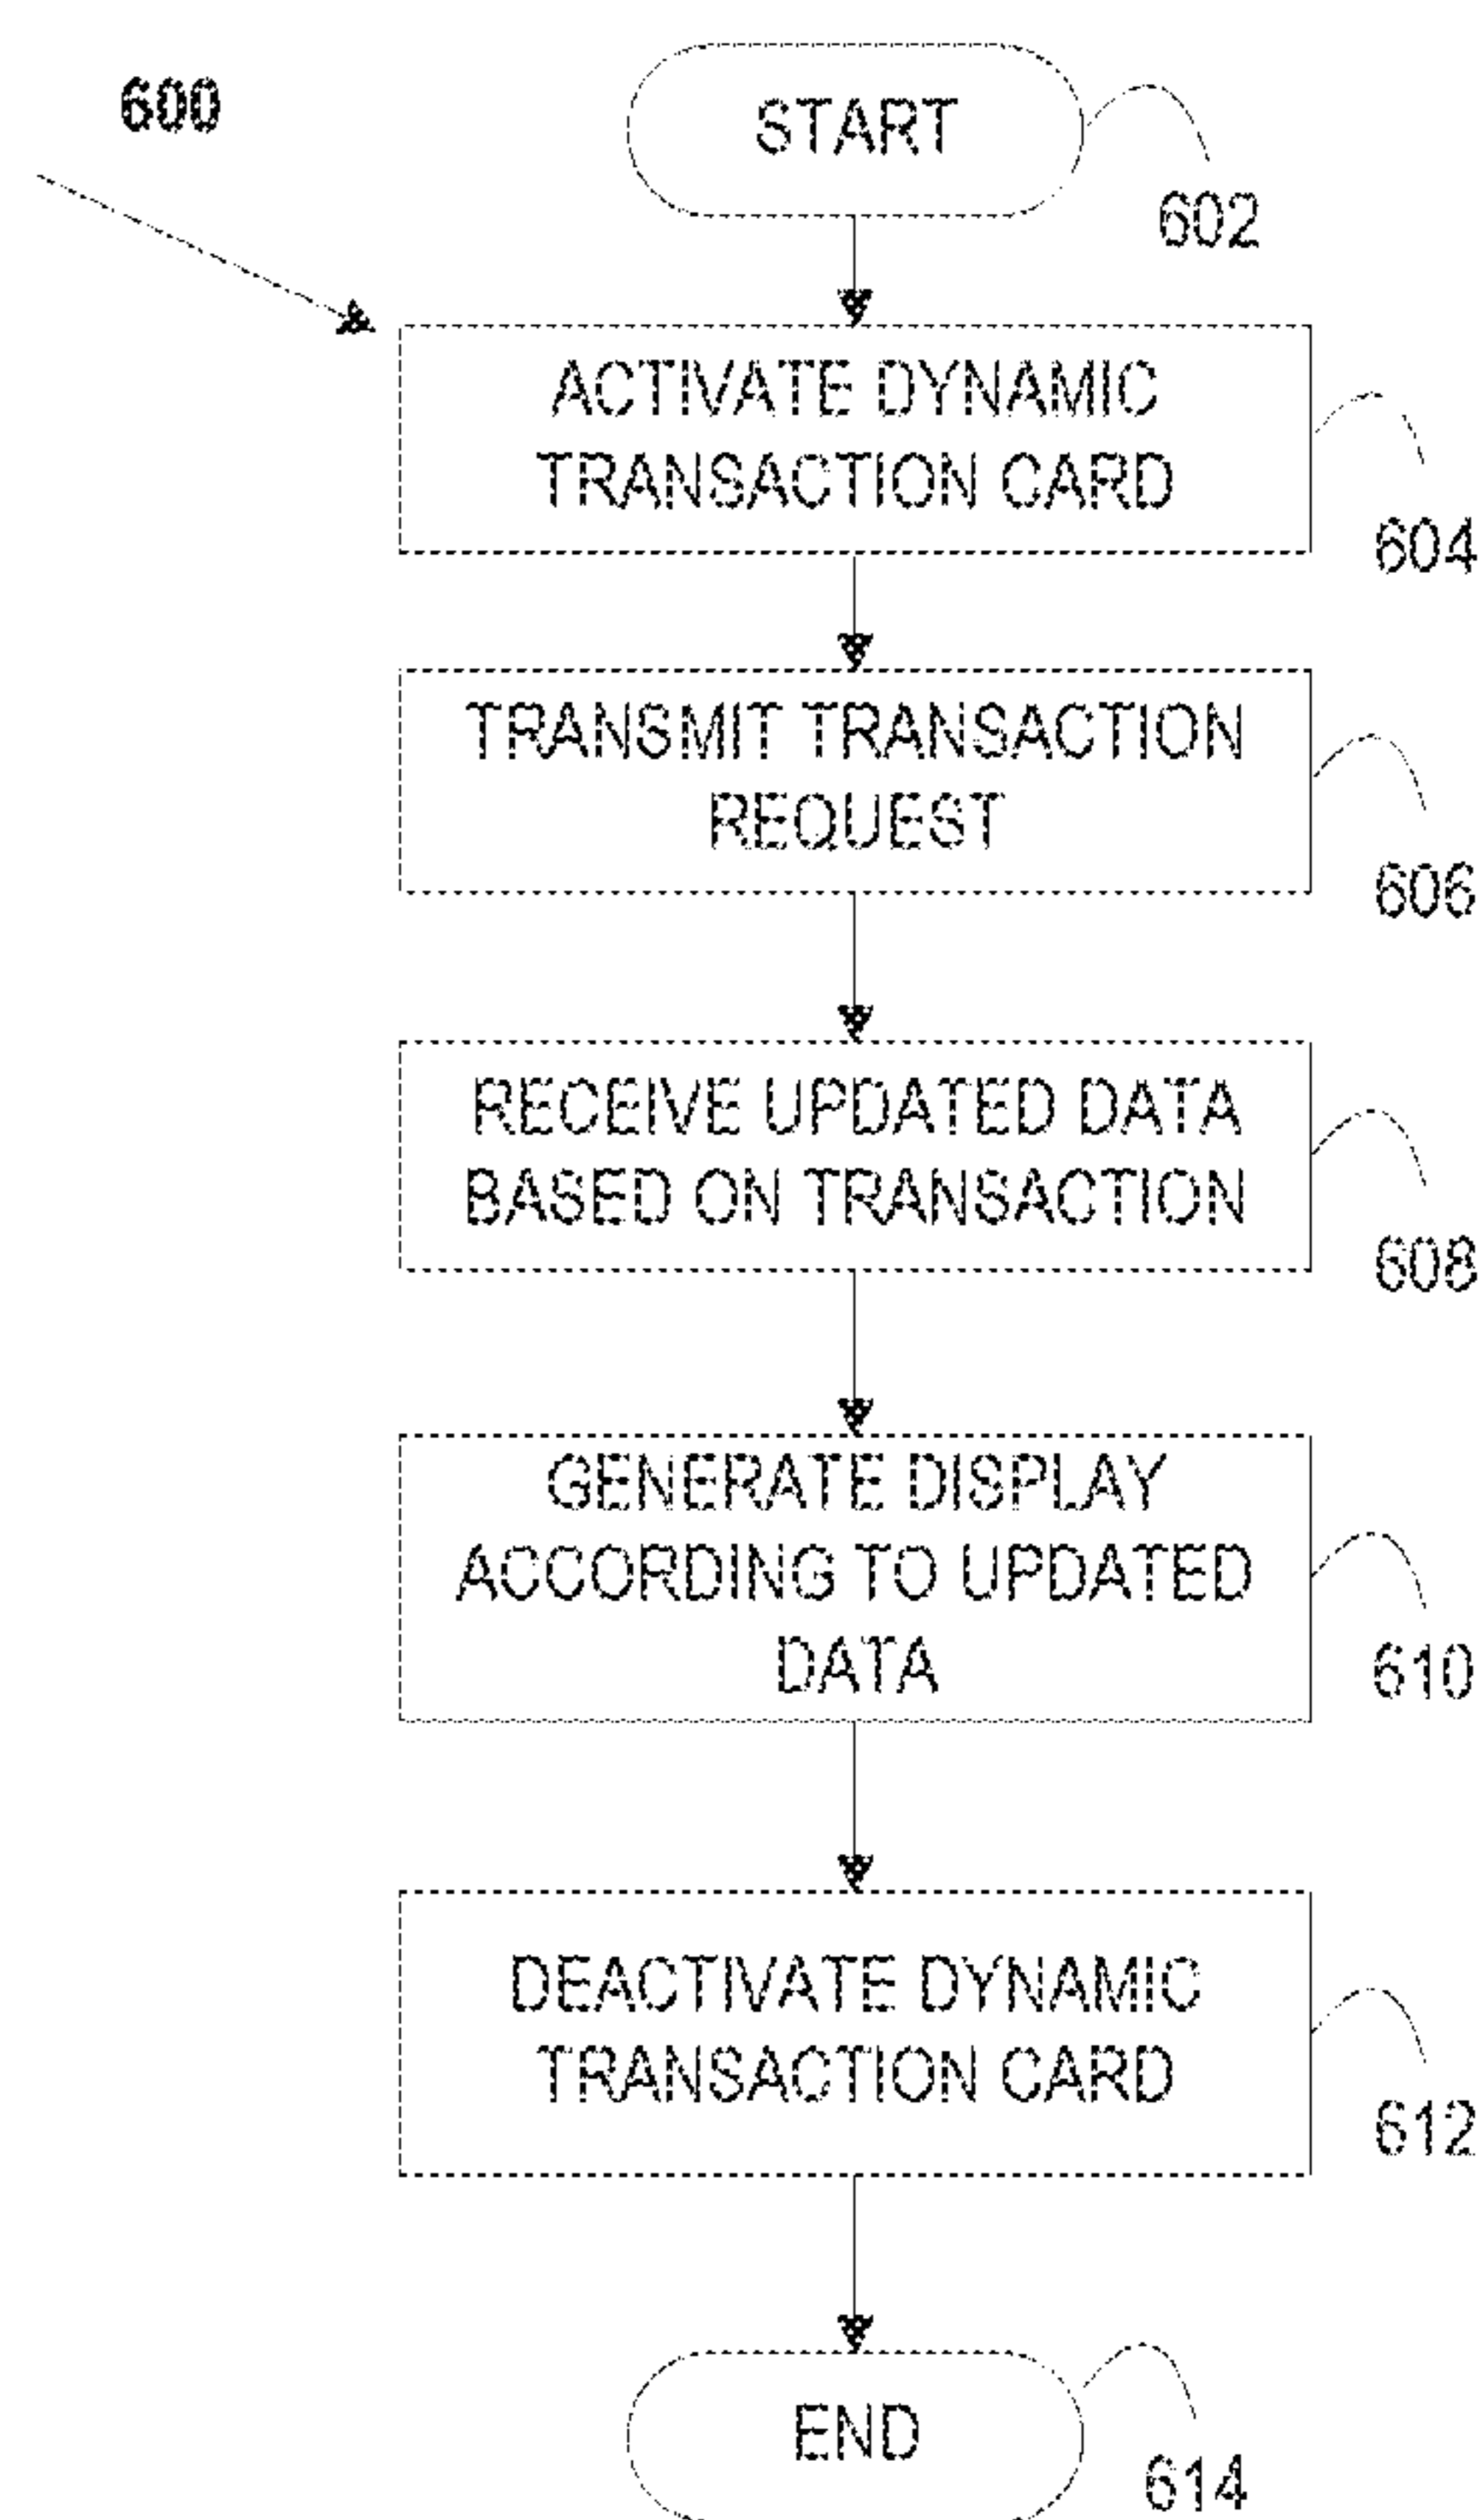 600
START
602
ACTIVATE DYNAMIC
TRANSACTION CARD
604
TRANSMIT TRANSACTION
REQUEST
606
RECEIVE UPDATED DATA
BASED ON TRANSACTION
608
GENERATE DISPLAY
ACCORDING TO UPDATED
DATA
610
DEACTIVATE DYNAMIC
TRANSACTION CARD
612
END
614